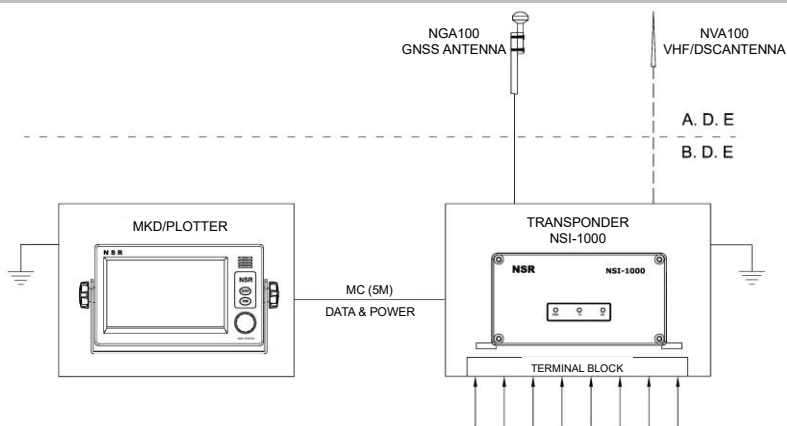 NGA100
GNSS ANTENNA
NVA100
VHF/DSCANTENNA
A. D. E
B. D. E
MKD/PLOTTER
NSR
NSR
MC (5M)
DATA & POWER
TRANSPONDER
NSI-1000
NSR
NSI-1000
TERMINAL BLOCK